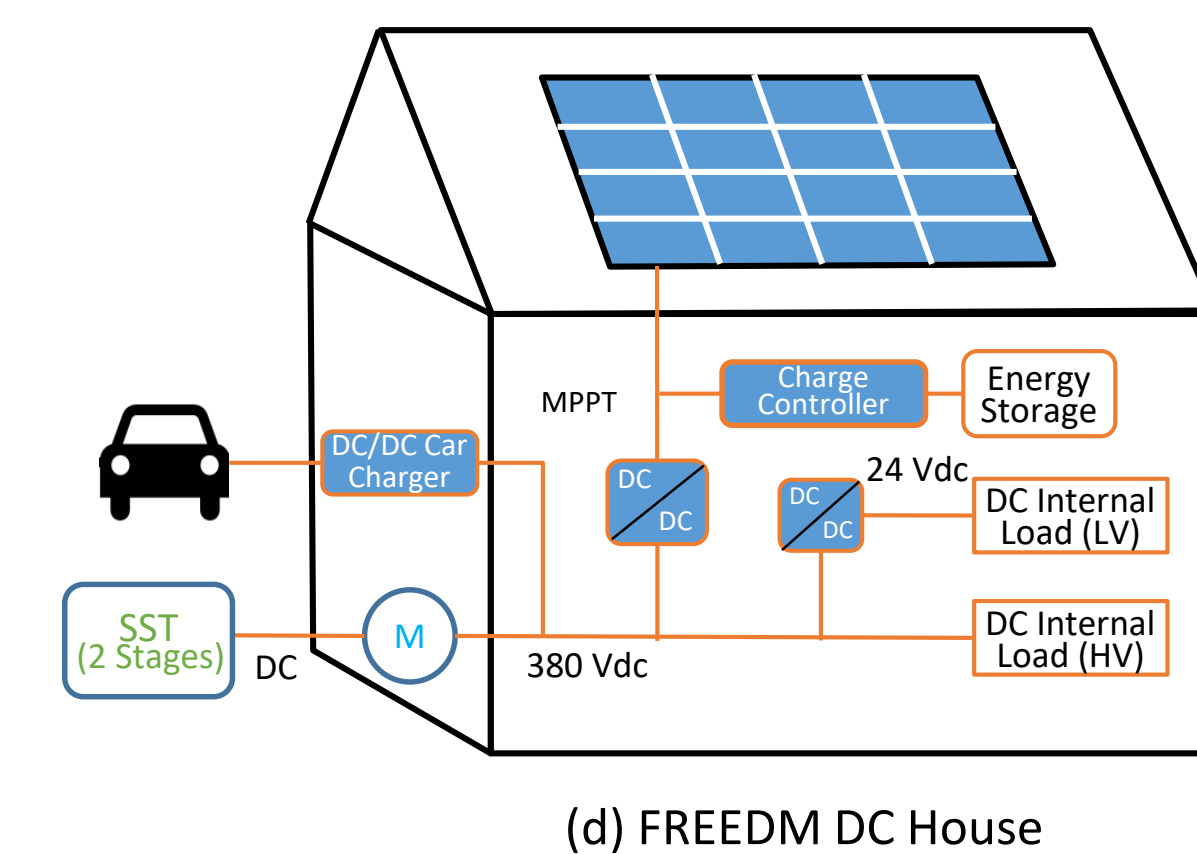 Charge
Controller
Energy
Storage
MPPT
DC/DC Car
Charger
DC
DC
24 Vdc
DC
DC
DC Internal
Load (LV)
SST
(2 Stages)
DC
M
380 Vdc
DC Internal
Load (HV)
(d) FREEDM DC House